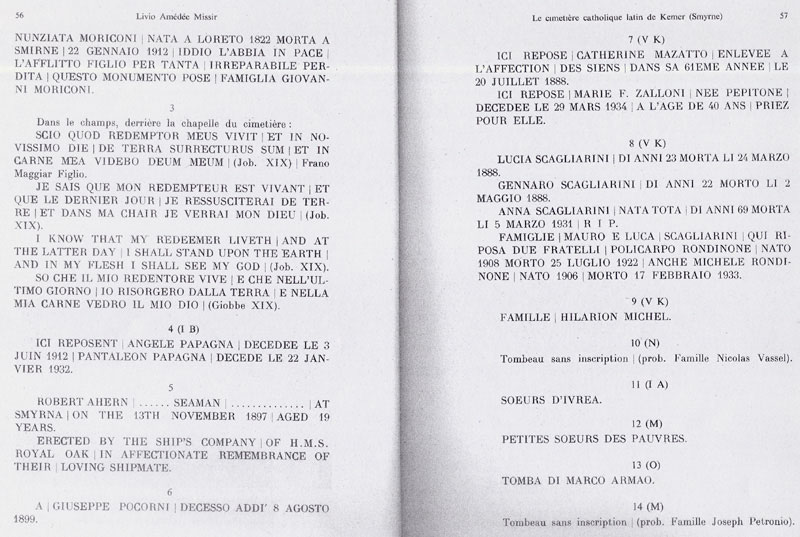 56
Livio Amédée Missir
NUNZIATA MORICONI | NATA A LORETO 1822 MORTA A
SMIRNE | 22 GENNAIO 1912 | IDDIO L'ABBIA IN PACE |
L'AFFLITTO FIGLIO PER TANTA | IRREPARABILE PER-
DITA | QUESTO MONUMENTO POSE | FAMIGLIA GIOVAN-
NI MORICONI.
3
Dans le champs, derrière la chapelle du cimetière :
SCIO QUOD REDEMPTOR MEUS VIVIT | ET IN NO-
VISSIMO DIE | DE TERRA SURRECTURUS SUM | ET IN
CARNE MEA VIDEBO DEUM MEUM | (Job. XIX) | Frano
Maggiar Figlio.
JE SAIS QUE MON REDEMPTEUR EST VIVANT | ET
QUE LE DERNIER JOUR | JE RESSUSCITERAI DE TER-
RE | ET DANS MA CHAIR JE VERRAI MON DIEU | (Job.
XIX).
I KNOW THAT MY REDEEMER LIVETH | AND AT
THE LATTER DAY | I SHALL STAND UPON THE EARTH |
AND IN MY FLESH I SHALL SEE MY GOD | (Job. XIX).
SO CHE IL MIO REDENTORE VIVE | E CHE NELL'UL-
TIMO GIORNO | IO RISORGERO DALLA TERRA | E NELLA
MIA CARNE VEDRO IL MIO DIO | (Giobbe XIX).
4 (I B)
ICI REPOSENT | ANGELE PAPAGNA | DECEDEE LE 3
JUIN 1912 | PANTALEON PAPAGNA | DECEDE LE 22 JAN-
VIER 1932.
5
ROBERT AHERN | ...... SEAMAN | .............. | AT
SMYRNA | ON THE 13TH NOVEMBER 1897 | AGED 19
YEARS.
ERECTED BY THE SHIP'S COMPANY | OF H.M.S.
ROYAL OAK | IN AFFECTIONATE REMEMBRANCE OF
THEIR | LOVING SHIPMATE.
6
A | GIUSEPPE POCORNI | DECESSO ADDI' 8 AGOSTO
1899.
Le cimetière catholique latin de Kemer (Smyrne)
57
7 (V K)
ICI REPOSE | CATHERINE MAZATTO | ENLEVEE A
L'AFFECTION | DES SIENS | DANS SA 61EME ANNEE | LE
20 JUILLET 1888.
ICI REPOSE | MARIE F. ZALLONI | NEE PEPITONE |
DECEDEE LE 29 MARS 1934 | A L'AGE DE 40 ANS | PRIEZ
POUR ELLE.
8 (V K)
LUCIA SCAGLIARINI | DI ANNI 23 MORTA LI 24 MARZO
1888.
GENNARO SCAGLIARINI | DI ANNI 22 MORTO LI 2
MAGGIO 1888.
ANNA SCAGLIARINI | NATA TOTA | DI ANNI 69 MORTA
LI 5 MARZO 1931 | R I P.
FAMIGLIE | MAURO E LUCA | SCAGLIARINI | QUI RI-
POSA DUE FRATELLI | POLICARPO RONDINONE | NATO
1908 MORTO 25 LUGLIO 1922 | ANCHE MICHELE RONDI-
NONE | NATO 1906 | MORTO 17 FEBBRAIO 1933.
9 (V K)
FAMILLE | HILARION MICHEL.
10 (N)
Tombeau sans inscription | (prob. Famille Nicolas Vassel).
11 (I A)
SOEURS D'IVREA.
12 (M)
PETITES SOEURS DES PAUVRES.
13 (O)
TOMBA DI MARCO ARMAO.
14 (M)
Tombeau sans inscription | (prob. Famille Joseph Petronio).